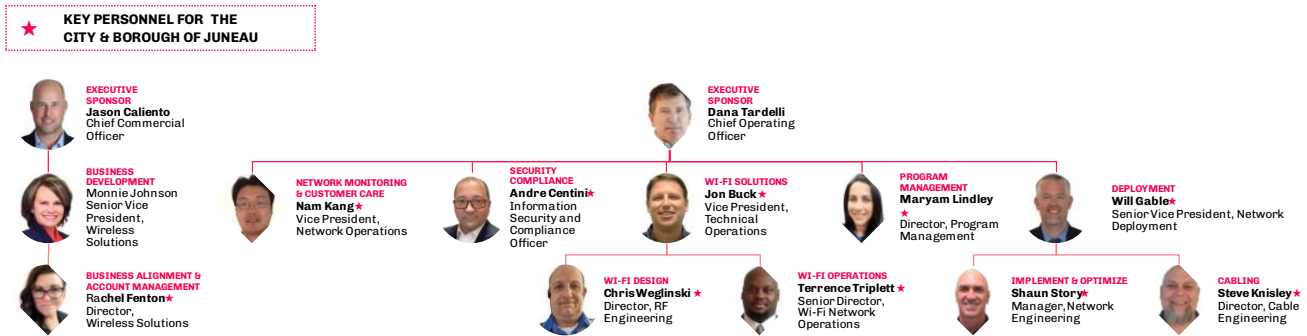 ★ KEY PERSONNEL FOR THE
CITY & BOROUGH OF JUNEAU
EXECUTIVE
SPONSOR
Jason Caliento
Chief Commercial
Officer
EXECUTIVE
SPONSOR
Dana Tardelli
Chief Operating
Officer
BUSINESS
DEVELOPMENT
Monnie Johnson
Senior Vice
President,
Wireless
Solutions
NETWORK MONITORING
& CUSTOMER CARE
Nam Kang★
Vice President,
Network Operations
SECURITY
COMPLIANCE
Andre Centini★
Information
Security and
Compliance
Officer
WI-FI SOLUTIONS
Jon Buck ★
Vice President,
Technical
Operations
PROGRAM
MANAGEMENT
Maryam Lindley
★
Director, Program
Management
DEPLOYMENT
Will Gable★
Senior Vice President, Network
Deployment
BUSINESS ALIGNMENT &
ACCOUNT MANAGEMENT
Rachel Fenton★
Director,
Wireless Solutions
WI-FI DESIGN
Chris Weglinski ★
Director, RF
Engineering
WI-FI OPERATIONS
Terrence Triplett ★
Senior Director,
Wi-Fi Network
Operations
IMPLEMENT & OPTIMIZE
Shaun Story★
Manager, Network
Engineering
CABLING
Steve Knisley★
Director, Cable
Engineering